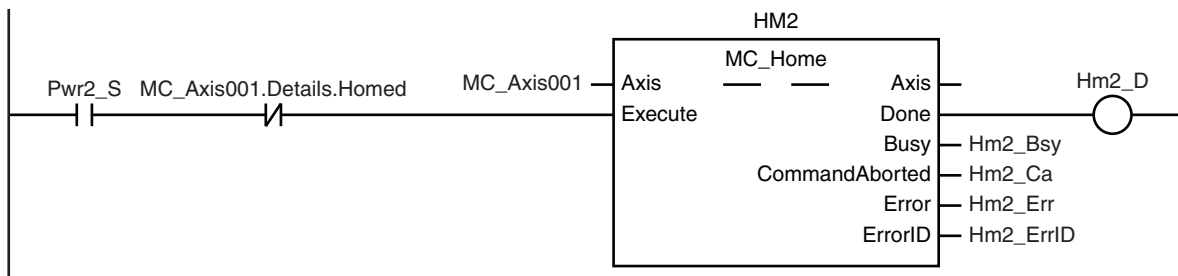 HM2
MC_Home
Pwr2_S MC_Axis001.Details.Homed MC_Axis001 Axis Axis Hm2_D
Execute Done
Busy Hm2_Bsy
CommandAborted Hm2_Ca
Error Hm2_Err
ErrorID Hm2_ErrID